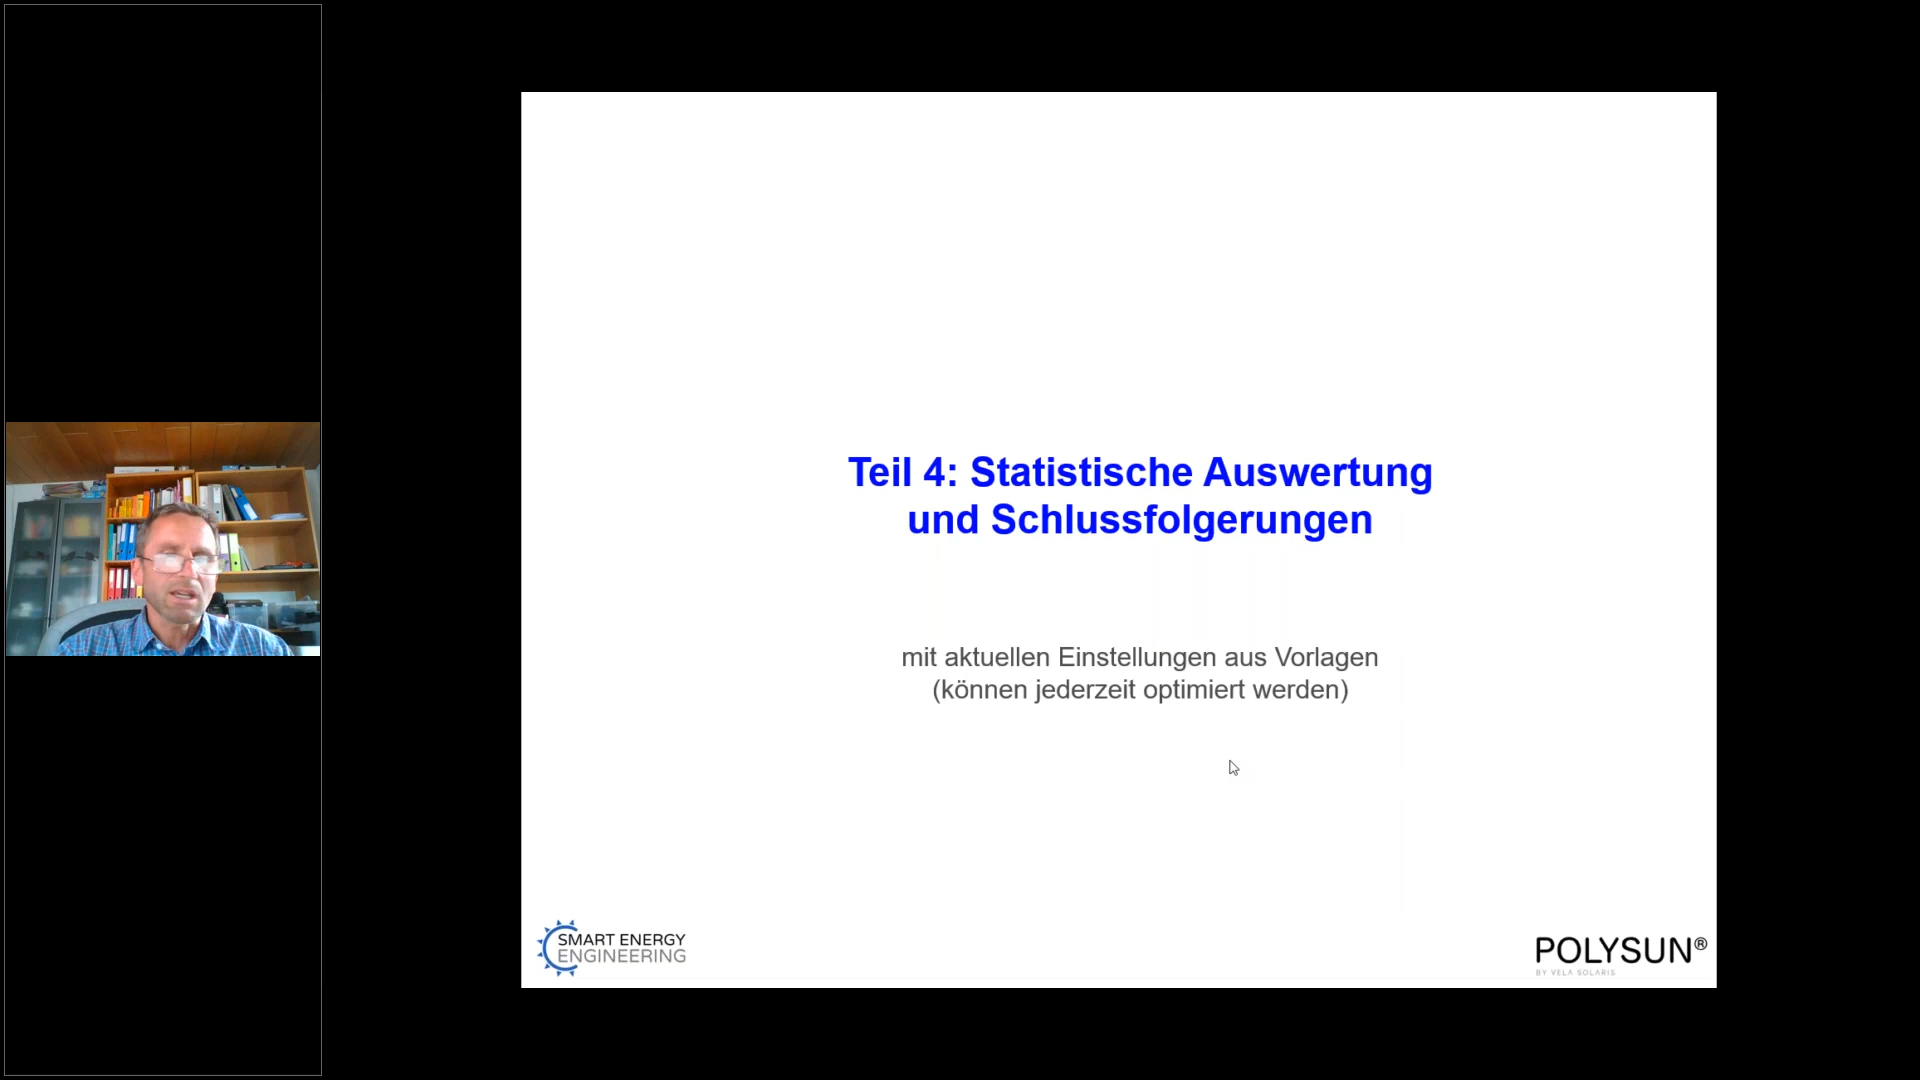 Teil 4: Statistische Auswertung
und Schlussfolgerungen
mit aktuellen Einstellungen aus Vorlagen
(können jederzeit optimiert werden)
SMART ENERGY
ENGINEERING
POLYSUN®
BY VELA SOLARIS